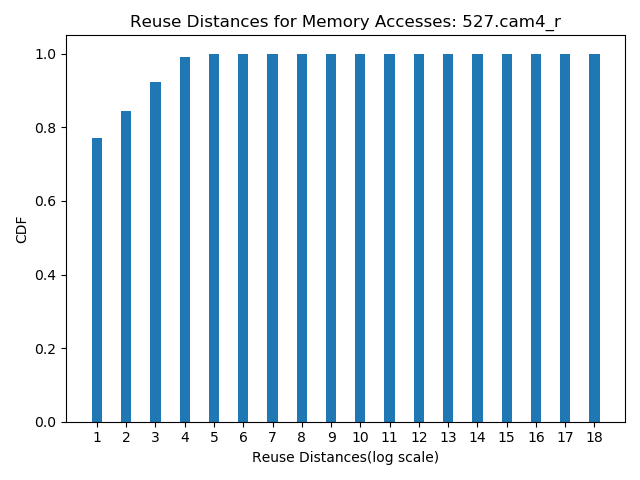 Reuse Distances for Memory Accesses: 527.cam4_r
1.0
0.8
0.6
0.4
0.2
0.0
CDF
1 2 3 4 5 6 7 8 9 10 11 12 13 14 15 16 17 18
Reuse Distances(log scale)